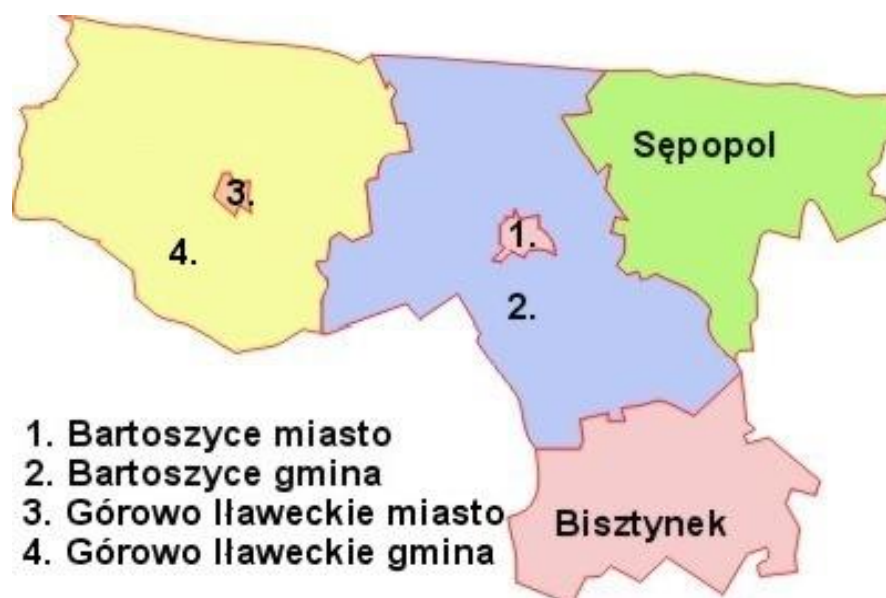 Sępopol
3.
1.
4.
2.
1. Bartoszyce miasto
2. Bartoszyce gmina
3. Górowo Iławeckie miasto
4. Górowo Iławeckie gmina
Bisztynek